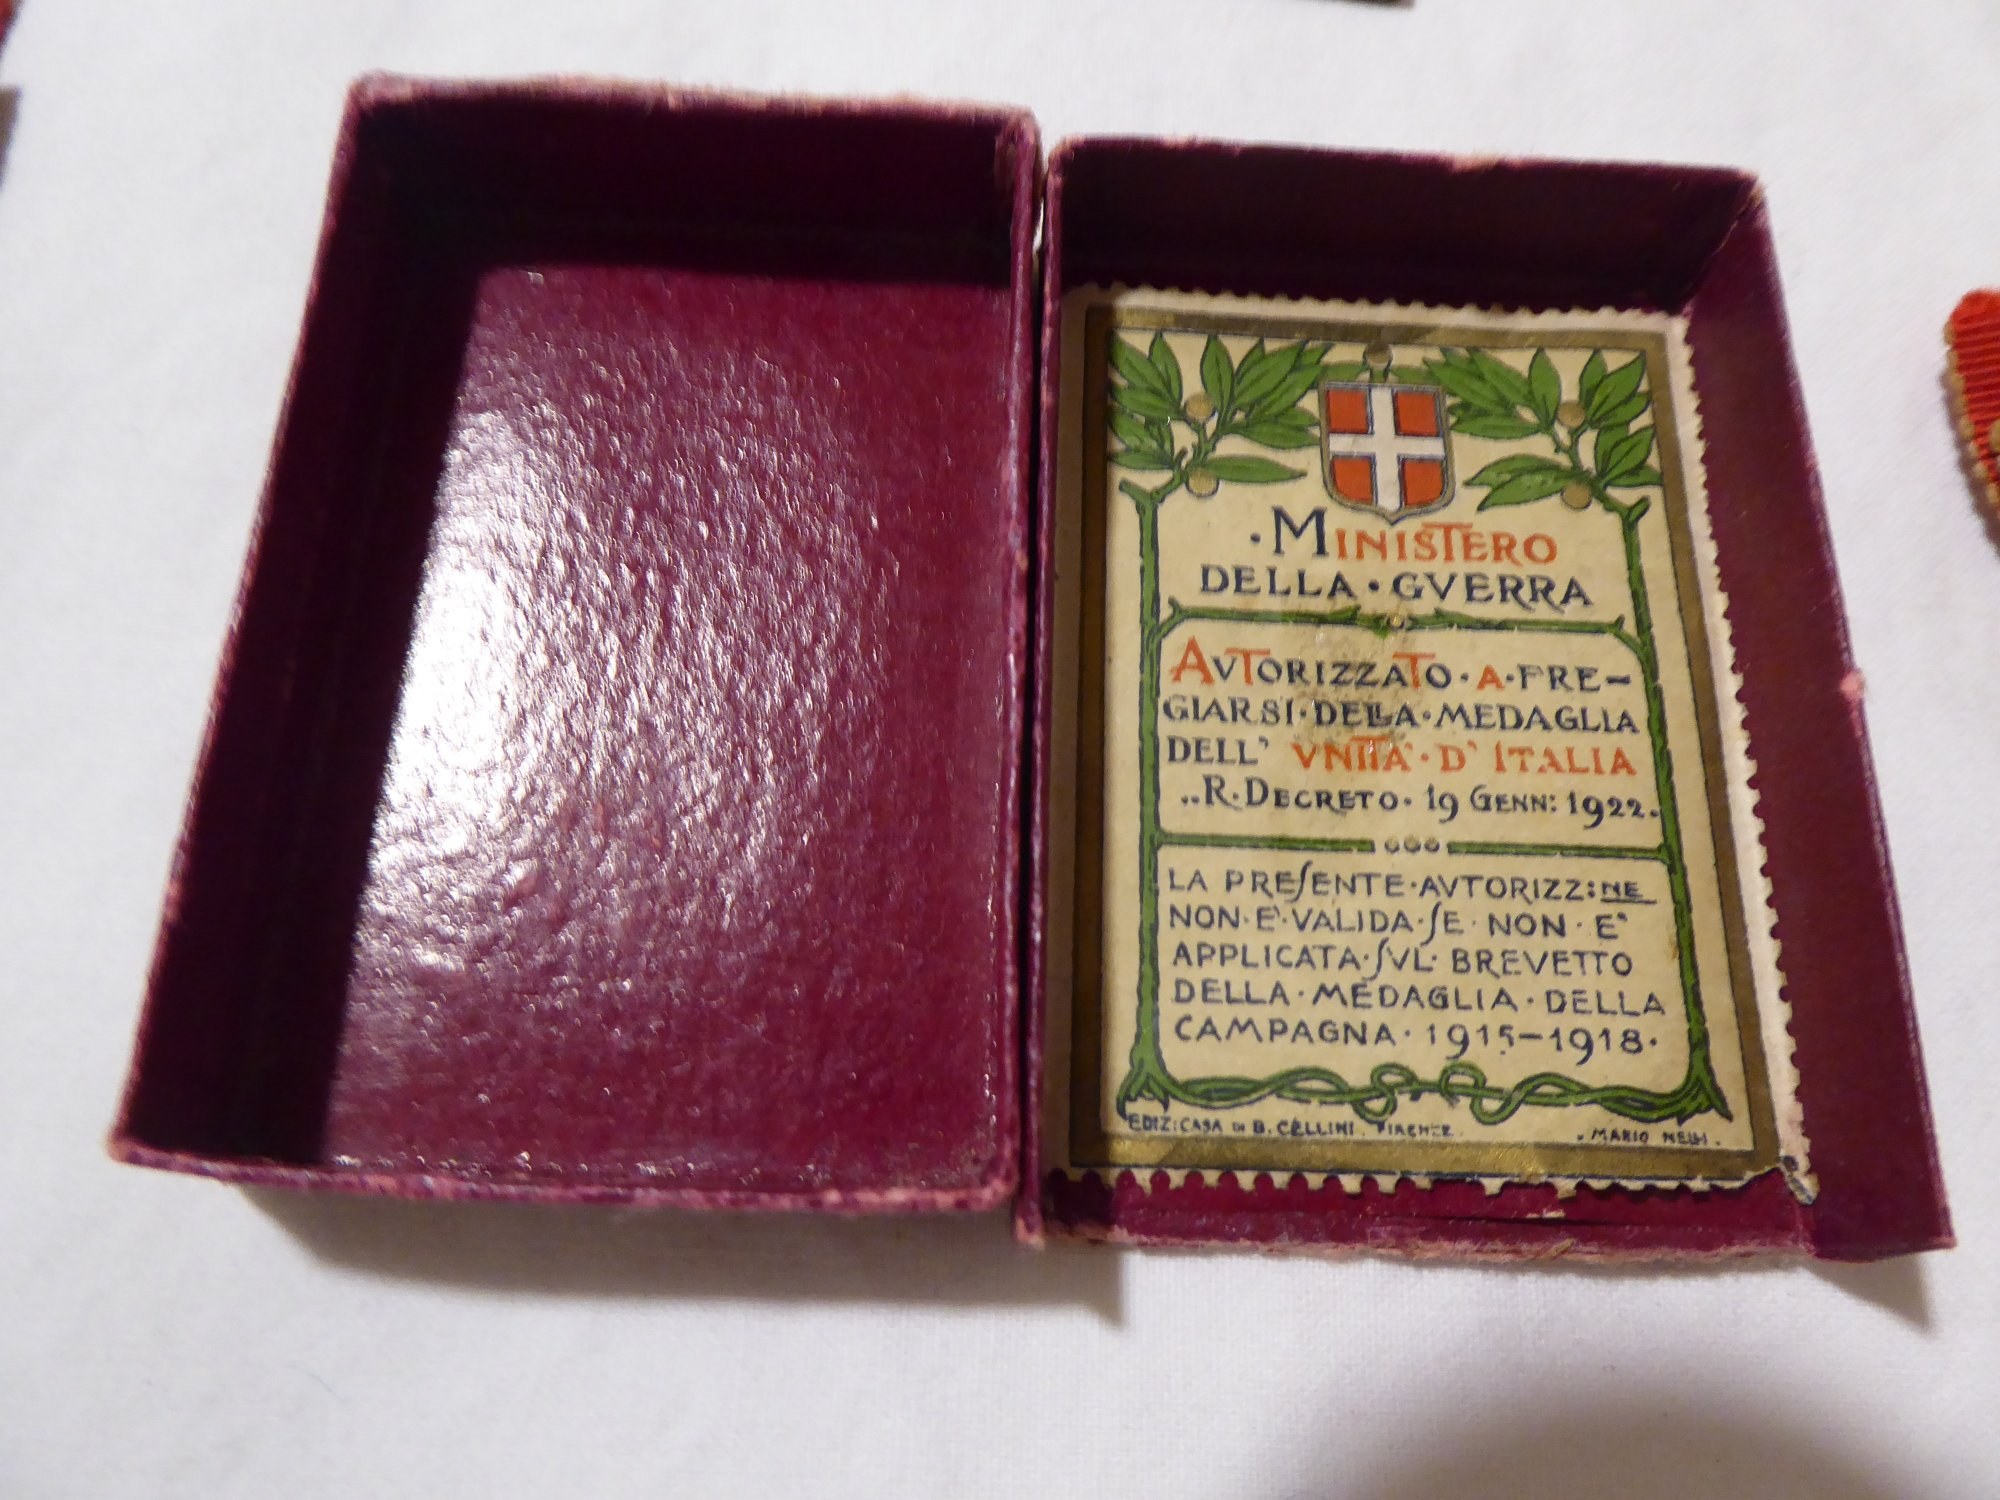 ·MINISTERO
DELLA·GVERRA
AVTORIZZATO·A·FRE-
GIARSI·DELLA·MEDAGLIA
DELL' VNITA'·D'ITALIA
..R·DECRETO·19 GENN: 1922.
LA PRESENTE·AVTORIZZ:NE
NON·E'·VALIDA·SE·NON·E'
APPLICATA·SVL·BREVETTO
DELLA·MEDAGLIA·DELLA
CAMPAGNA·1915-1918·
EDIZ:CASA DI B. CELLINI. FIRENZE.
. MARIO